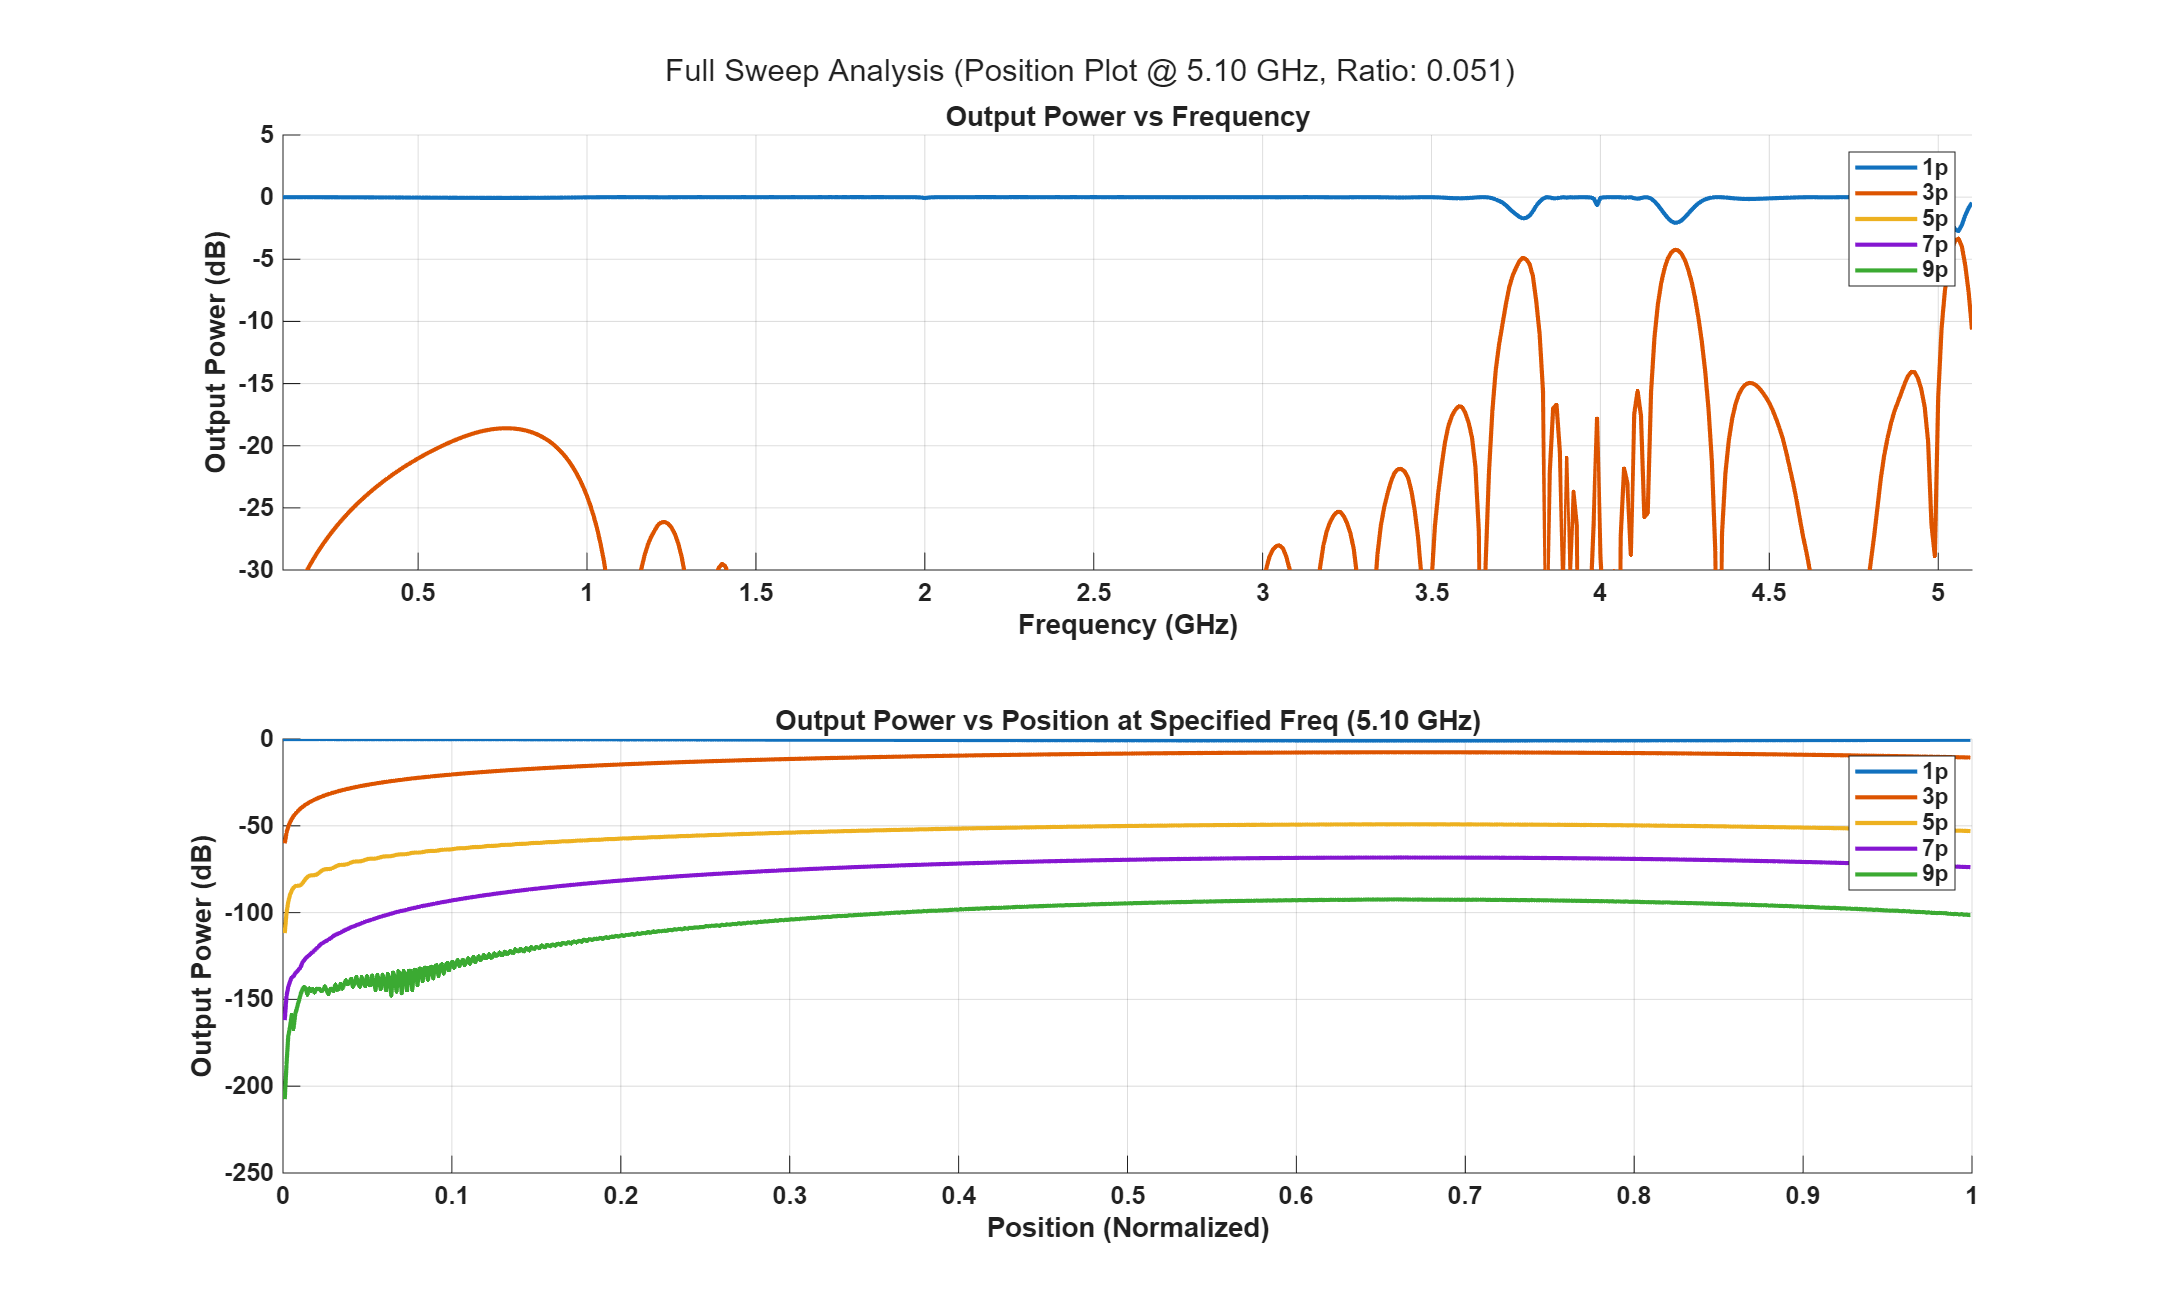 Full Sweep Analysis (Position Plot @ 5.10 GHz, Ratio: 0.051)
Output Power vs Frequency
5
0
-5
-10
-15
-20
-25
-30
Output Power (dB)
0.5 1 1.5 2 2.5 3 3.5 4 4.5 5
Frequency (GHz)
1p
3p
5p
7p
9p
Output Power vs Position at Specified Freq (5.10 GHz)
0
-50
-100
-150
-200
-250
Output Power (dB)
0 0.1 0.2 0.3 0.4 0.5 0.6 0.7 0.8 0.9 1
Position (Normalized)
1p
3p
5p
7p
9p